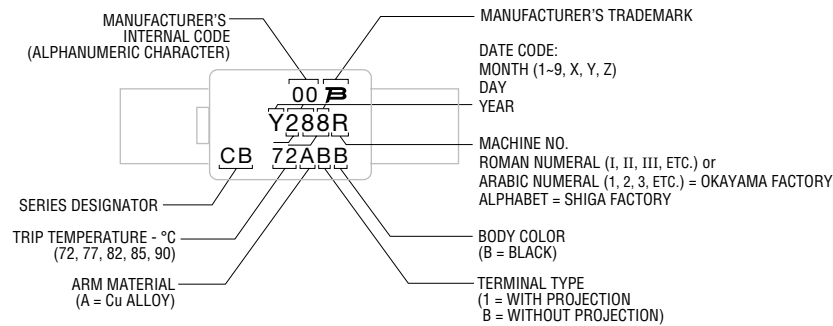 MANUFACTURER'S
INTERNAL CODE
(ALPHANUMERIC CHARACTER)
MANUFACTURER'S TRADEMARK
DATE CODE:
MONTH (1~9, X, Y, Z)
DAY
YEAR
00 B
Y288R
CB 72ABB
MACHINE NO.
ROMAN NUMERAL (I, II, III, ETC.) or
ARABIC NUMERAL (1, 2, 3, ETC.) = OKAYAMA FACTORY
ALPHABET = SHIGA FACTORY
SERIES DESIGNATOR
TRIP TEMPERATURE - °C
(72, 77, 82, 85, 90)
ARM MATERIAL
(A = Cu ALLOY)
BODY COLOR
(B = BLACK)
TERMINAL TYPE
(1 = WITH PROJECTION
B = WITHOUT PROJECTION)